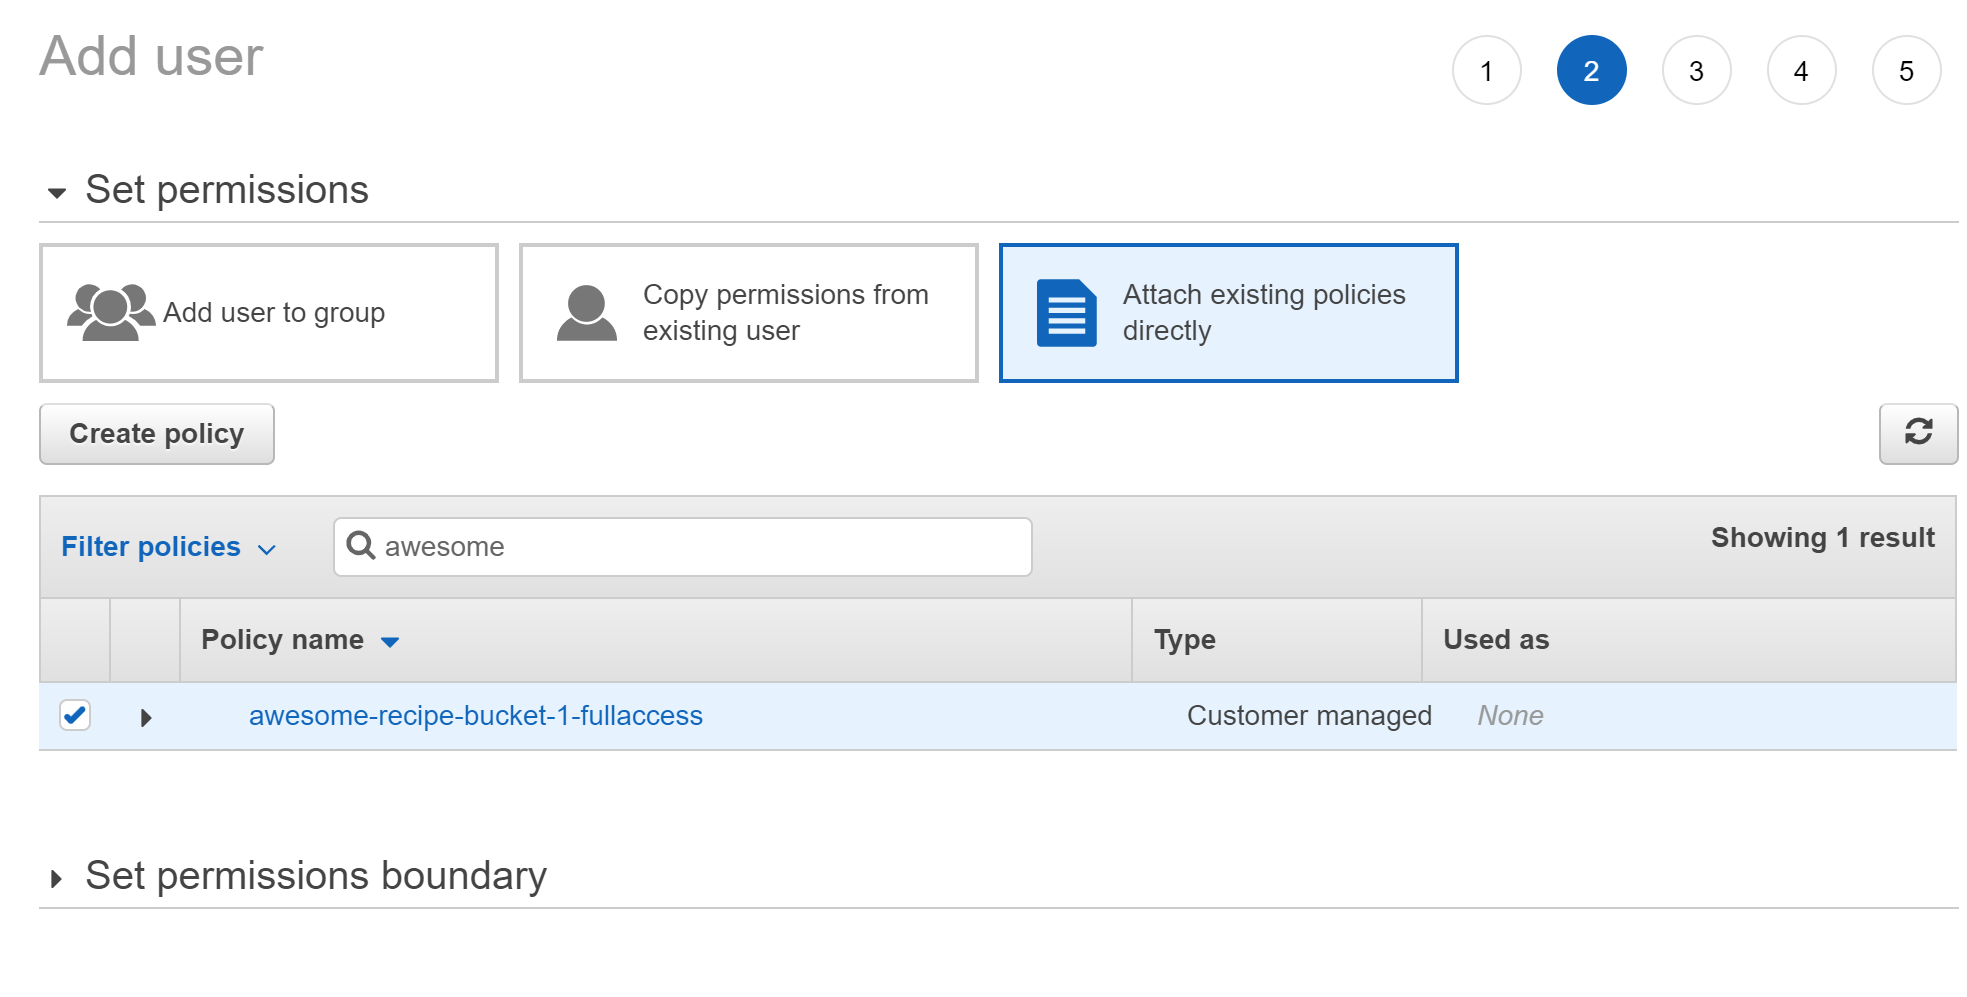 Add user
1 2 3 4 5
Set permissions
Add user to group
Copy permissions from
existing user
Attach existing policies
directly
Create policy
Filter policies
awesome
Showing 1 result
Policy name Type Used as
awesome-recipe-bucket-1-fullaccess Customer managed None
Set permissions boundary